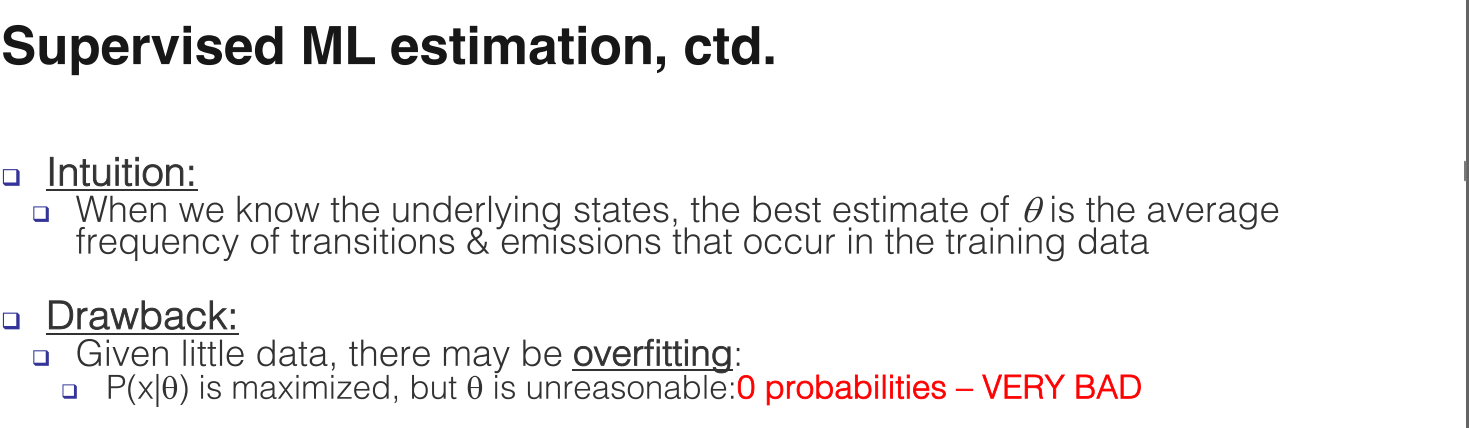 Supervised ML estimation, ctd.
Intuition:
When we know the underlying states, the best estimate of θ is the average
frequency of transitions & emissions that occur in the training data
Drawback:
Given little data, there may be overfitting:
P(x|θ) is maximized, but θ is unreasonable:0 probabilities – VERY BAD